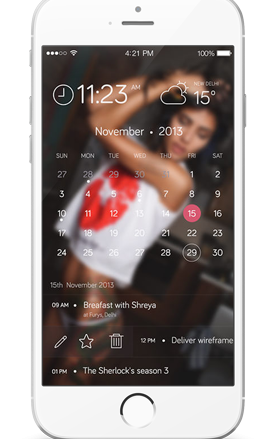 4:21 PM 100%
11:23 AM NEW DELHI 15°
November • 2013
SUN MON TUE WED THU FRI SAT
27 28 29 30 31 1 2
3 4 5 6 7 8 9
10 11 12 13 14 15 16
17 18 19 20 21 22 23
24 25 26 27 28 29 30
15th November 2013
09 AM • Breafast with Shreya
at Furys, Delhi
12 PM • Deliver wireframe
01 PM • The Sherlock's season 3